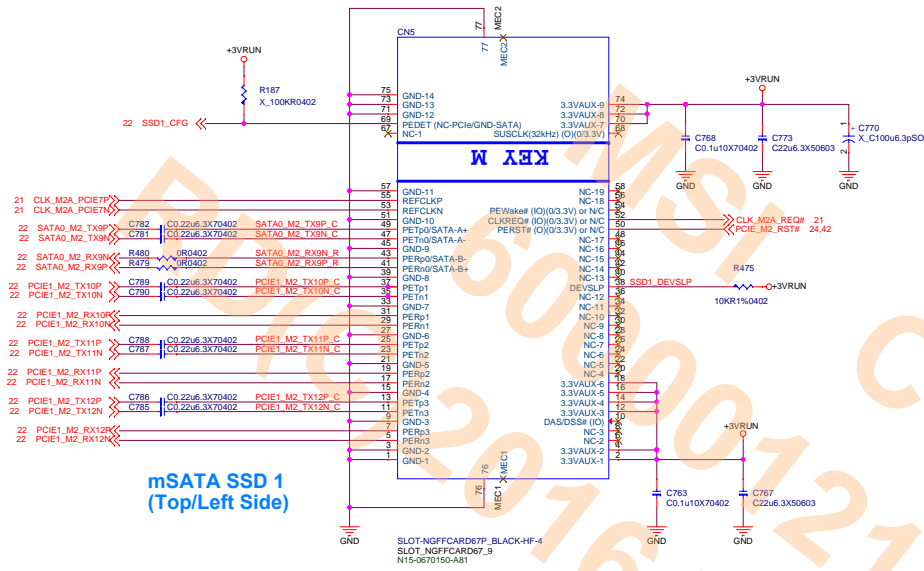 77
MEC2
CN5
77
MEC2
+3VRUN
R187
X_100KR0402
22 SSD1_CFG
75 GND-14
73 GND-13
71 GND-12
69 PEDET (NC-PCIe/GND-SATA)
67 NC-1
3.3VAUX-9 74
3.3VAUX-8 72
3.3VAUX-7 70
SUSCLK(32kHz) (O)(0/3.3V) 68
+3VRUN
C768
C0.1u10X70402
C773
C22u6.3X50603
1
+
C770
X_C100u6.3pSO
2
GND
GND
GND
KEY M
57 GND-11
55 REFCLKP
53 REFCLKN
51 GND-10
49 PETp0/SATA-A+
47 PETn0/SATA-A-
45 GND-9
43 PERp0/SATA-B-
41 PERn0/SATA-B+
39 GND-8
37 PETp1
35 PETn1
33 GND-7
31 PERp1
29 PERn1
27 GND-6
25 PETp2
23 PETn2
21 GND-5
19 PERp2
17 PERn2
15 GND-4
13 PETp3
11 PETn3
9 GND-3
7 PERp3
5 PERn3
3 GND-2
1 GND-1
NC-19 58
NC-18 56
PEWake# (IO)(0/3.3V) or N/C 54
CLKREQ# (IO)(0/3.3V) or N/C 52
PERST# (O)(0/3.3V) or N/C 50
NC-17 48
NC-16 46
NC-15 44
NC-14 42
NC-13 40
DEVSLP 38
NC-12 36
NC-11 34
NC-10 32
NC-9 30
NC-8 28
NC-7 26
NC-6 24
NC-5 22
NC-4 20
3.3VAUX-6 18
3.3VAUX-5 16
3.3VAUX-4 14
3.3VAUX-3 12
DAS/DSS# (IO) 10
NC-3 8
NC-2 6
3.3VAUX-2 4
3.3VAUX-1 2
21 CLK_M2A_PCIE7P
21 CLK_M2A_PCIE7N
22 SATA0_M2_TX9P C782 C0.22u6.3X70402 SATA0_M2_TX9P_C
22 SATA0_M2_TX9N C781 C0.22u6.3X70402 SATA0_M2_TX9N_C
22 SATA0_M2_RX9N R480 0R0402 SATA0_M2_RX9N_R
22 SATA0_M2_RX9P R479 0R0402 SATA0_M2_RX9P_R
22 PCIE1_M2_TX10P C789 C0.22u6.3X70402 PCIE1_M2_TX10P_C
22 PCIE1_M2_TX10N C790 C0.22u6.3X70402 PCIE1_M2_TX10N_C
22 PCIE1_M2_RX10P
22 PCIE1_M2_RX10N
22 PCIE1_M2_TX11P C788 C0.22u6.3X70402 PCIE1_M2_TX11P_C
22 PCIE1_M2_TX11N C787 C0.22u6.3X70402 PCIE1_M2_TX11N_C
22 PCIE1_M2_RX11P
22 PCIE1_M2_RX11N
22 PCIE1_M2_TX12P C786 C0.22u6.3X70402 PCIE1_M2_TX12P_C
22 PCIE1_M2_TX12N C785 C0.22u6.3X70402 PCIE1_M2_TX12N_C
22 PCIE1_M2_RX12P
22 PCIE1_M2_RX12N
CLK_M2A_REQ# 21
PCIE_M2_RST# 24,42
SSD1_DEVSLP
R475
10KR1%0402
+3VRUN
+3VRUN
C763
C0.1u10X70402
C767
C22u6.3X50603
GND
GND
76
MEC1
76
MEC1
GND
mSATA SSD 1
(Top/Left Side)
SLOT-NGFFCARD67P_BLACK-HF-4
SLOT_NGFFCARD67_9
N15-0670150-A81
MSI